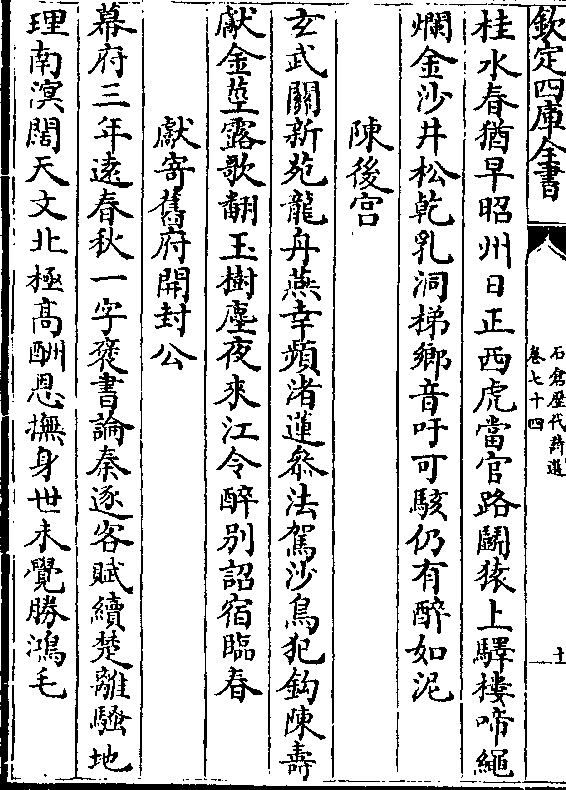 欽定四庫全書
石倉歴代詩選
卷七十四
十
桂水春猶早昭州日正西虎當官路鬬猿上驛樓啼繩
爛金沙井松乾乳洞梯鄉音吁可駭仍有醉如泥
陳後宫
玄武開新苑龍舟燕幸頻渚蓮叅法駕沙鳥犯鈎陳壽
獻金莖露歌翻玉樹塵夜來江令醉别詔宿臨春
獻寄舊府開封公
幕府三年遠春秋一字褒書論秦逐客賦續楚離騷地
理南溟闊天文北極高酬恩撫身世未覺勝鴻毛